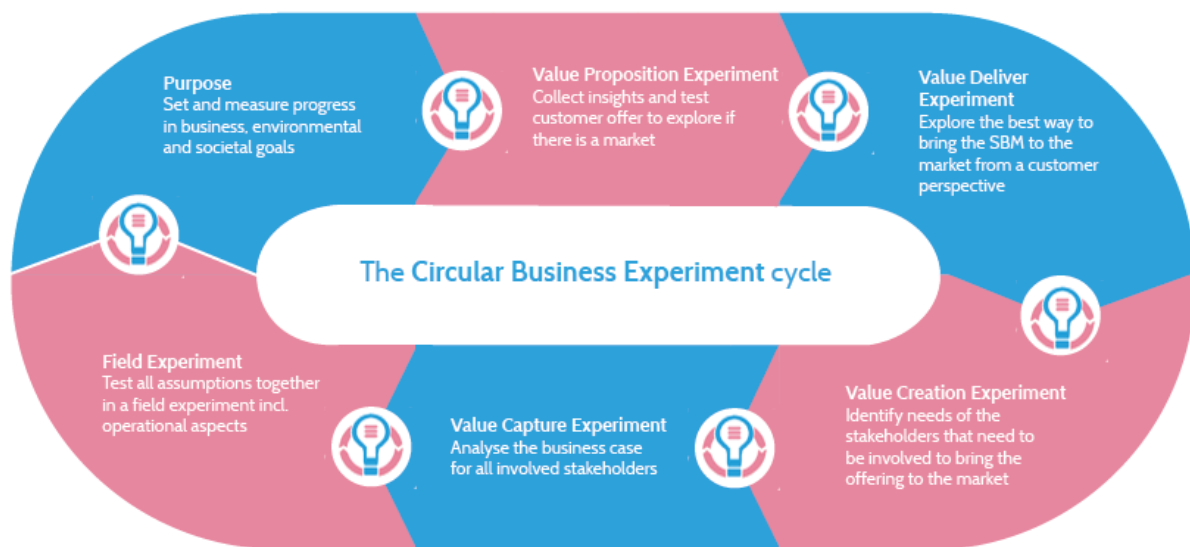 Purpose
Set and measure progress
in business, environmental
and societal goals
Value Proposition Experiment
Collect insights and test
customer offer to explore if
there is a market
Value Deliver
Experiment
Explore the best way to
bring the SBM to the
market from a customer
perspective
The Circular Business Experiment cycle
Field Experiment
Test all assumptions together
in a field experiment incl.
operational aspects
Value Capture Experiment
Analyse the business case
for all involved stakeholders
Value Creation Experiment
Identify needs of the
stakeholders that need to
be involved to bring the
offering to the market